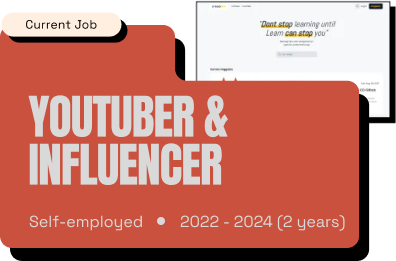 Current Job
"Dont stop learning until
Learn can stop you"
YOUTUBER &
INFLUENCER
Self-employed • 2022 - 2024 (2 years)